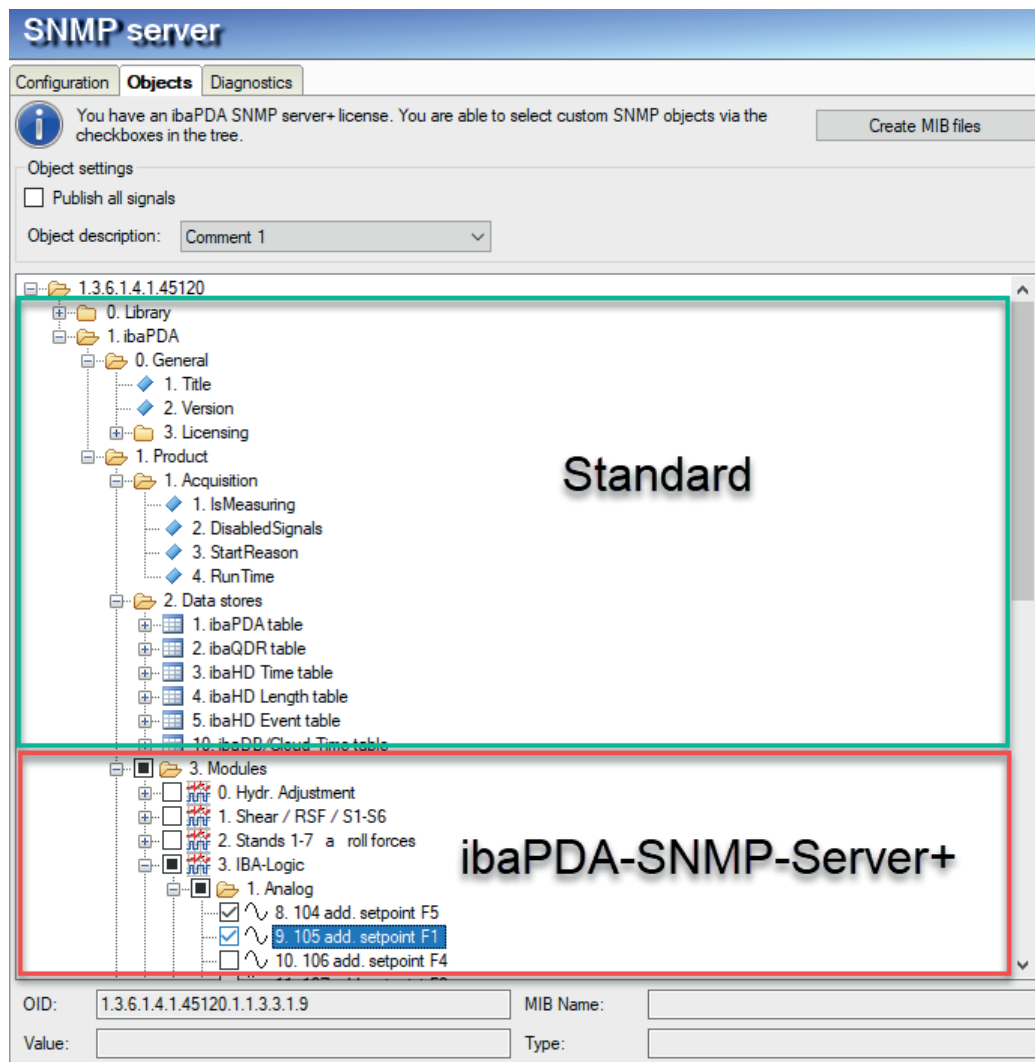 SNMP server
Configuration Objects Diagnostics
You have an ibaPDA SNMP server+ license. You are able to select custom SNMP objects via the
checkboxes in the tree.
Create MIB files
Object settings
Publish all signals
Object description: Comment 1
1.3.6.1.4.1.45120
0. Library
1. ibaPDA
0. General
1. Title
2. Version
3. Licensing
1. Product
Standard
1. Acquisition
1. IsMeasuring
2. DisabledSignals
3. StartReason
4. RunTime
2. Data stores
1. ibaPDA table
2. ibaQDR table
3. ibaHD Time table
4. ibaHD Length table
5. ibaHD Event table
10. ibaDB/Cloud Time table
3. Modules
0. Hydr. Adjustment
1. Shear / RSF / S1-S6
2. Stands 1-7 a roll forces
ibaPDA-SNMP-Server+
3. IBA-Logic
1. Analog
8. 104 add. setpoint F5
9. 105 add. setpoint F1
10. 106 add. setpoint F4
OID: 1.3.6.1.4.1.45120.1.1.3.3.1.9 MIB Name:
Value: Type: